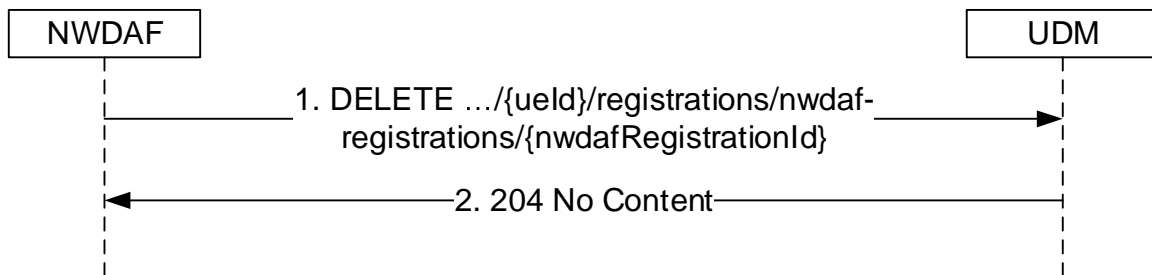 NWDAF
UDM
1. DELETE …/{ueId}/registrations/nwdaf-
registrations/{nwdafRegistrationId}
2. 204 No Content